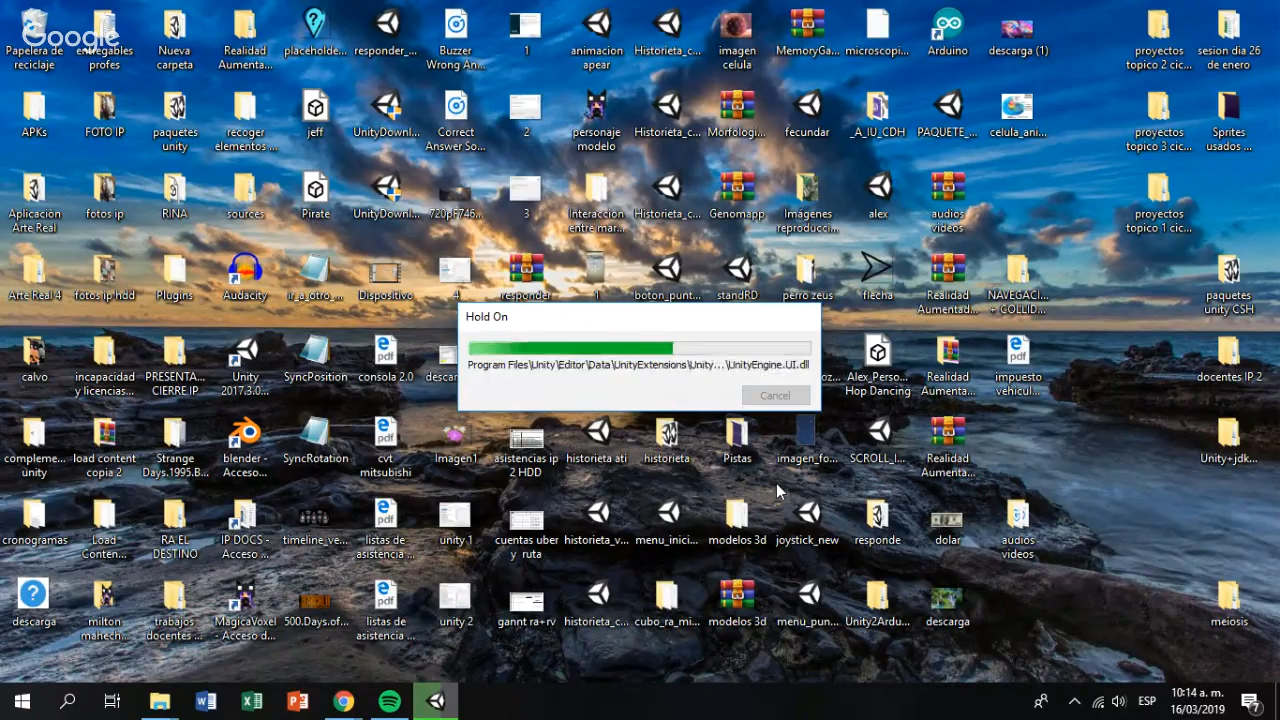 Google
Papelera de
reciclaje
entregables
profes
Nueva
carpeta
Realidad
Aumenta...
placeholde...
responder_...
Buzzer
Wrong An...
1
animacion
apear
Historieta_c...
imagen
celula
MemoryGa...
microscopi...
Arduino
descarga (1)
proyectos
topico 2 cic...
sesion dia 26
de enero
APKs
FOTO IP
paquetes
unity
recoger
elementos ...
jeff
UnityDownl...
Correct
Answer So...
2
personaje
modelo
Historieta_c...
Morfologi...
fecundar
_A_IU_CDH
PAQUETE_...
celula_ani...
proyectos
topico 3 cic...
Sprites
usados ...
Aplicación
Arte Real
fotos ip
RINA
sources
Pirate
UnityDownl...
720pF746...
3
Interaccion
entre mar...
Historieta_c...
Genomapp
Imágenes
reproducci...
alex
audios
videos
proyectos
topico 1 cic...
Arte Real 4
fotos ip hdd
Plugins
Audacity
ir_a_otro_...
Dispositivo
4
responder
1
boton_punt...
standRD
perro zeus
flecha
Realidad
Aumentad...
NAVEGACI...
+ COLLID...
paquetes
unity CSH
Hold On
Program Files\Unity\Editor\Data\UnityExtensions\Unity...\UnityEngine.UI.dll
Cancel
calvo
incapacidad
y licencias...
PRESENTA...
CIERRE IP
Unity
2017.3.0...
SyncPosition
consola 2.0
Alex_Perso...
Hop Dancing
Realidad
Aumenta...
impuesto
vehicul...
docentes IP 2
compleme...
unity
load content
copia 2
Strange
Days.1995.B...
blender -
Acceso...
SyncRotation
cvt
mitsubishi
Imagen1
asistencias ip
2 HDD
historieta ati
historieta
Pistas
imagen_fo...
SCROLL_I...
Realidad
Aumenta...
Unity+jdk...
cronogramas
Load
Conten...
RA EL
DESTINO
IP DOCS -
Acceso ...
timeline_ve...
listas de
asistencia ...
unity 1
cuentas uber
y ruta
historieta_v...
menu_inici...
modelos 3d
joystick_new
responde
dolar
audios
videos
descarga
milton
mahech...
trabajos
docentes ...
MagicaVoxel
- Acceso d...
500.Days.of...
listas de
asistencia ...
unity 2
gannt ra+rv
historieta_c...
cubo_ra_mi...
modelos 3d
menu_pun...
Unity2Ardu...
descarga
meiosis
ESP
10:14 a. m.
16/03/2019
7